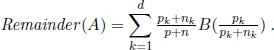 Remainder(A) = \sum_{k=1}^{d} \frac{p_k+n_k}{p+n} B(\frac{p_k}{p_k+n_k}) .